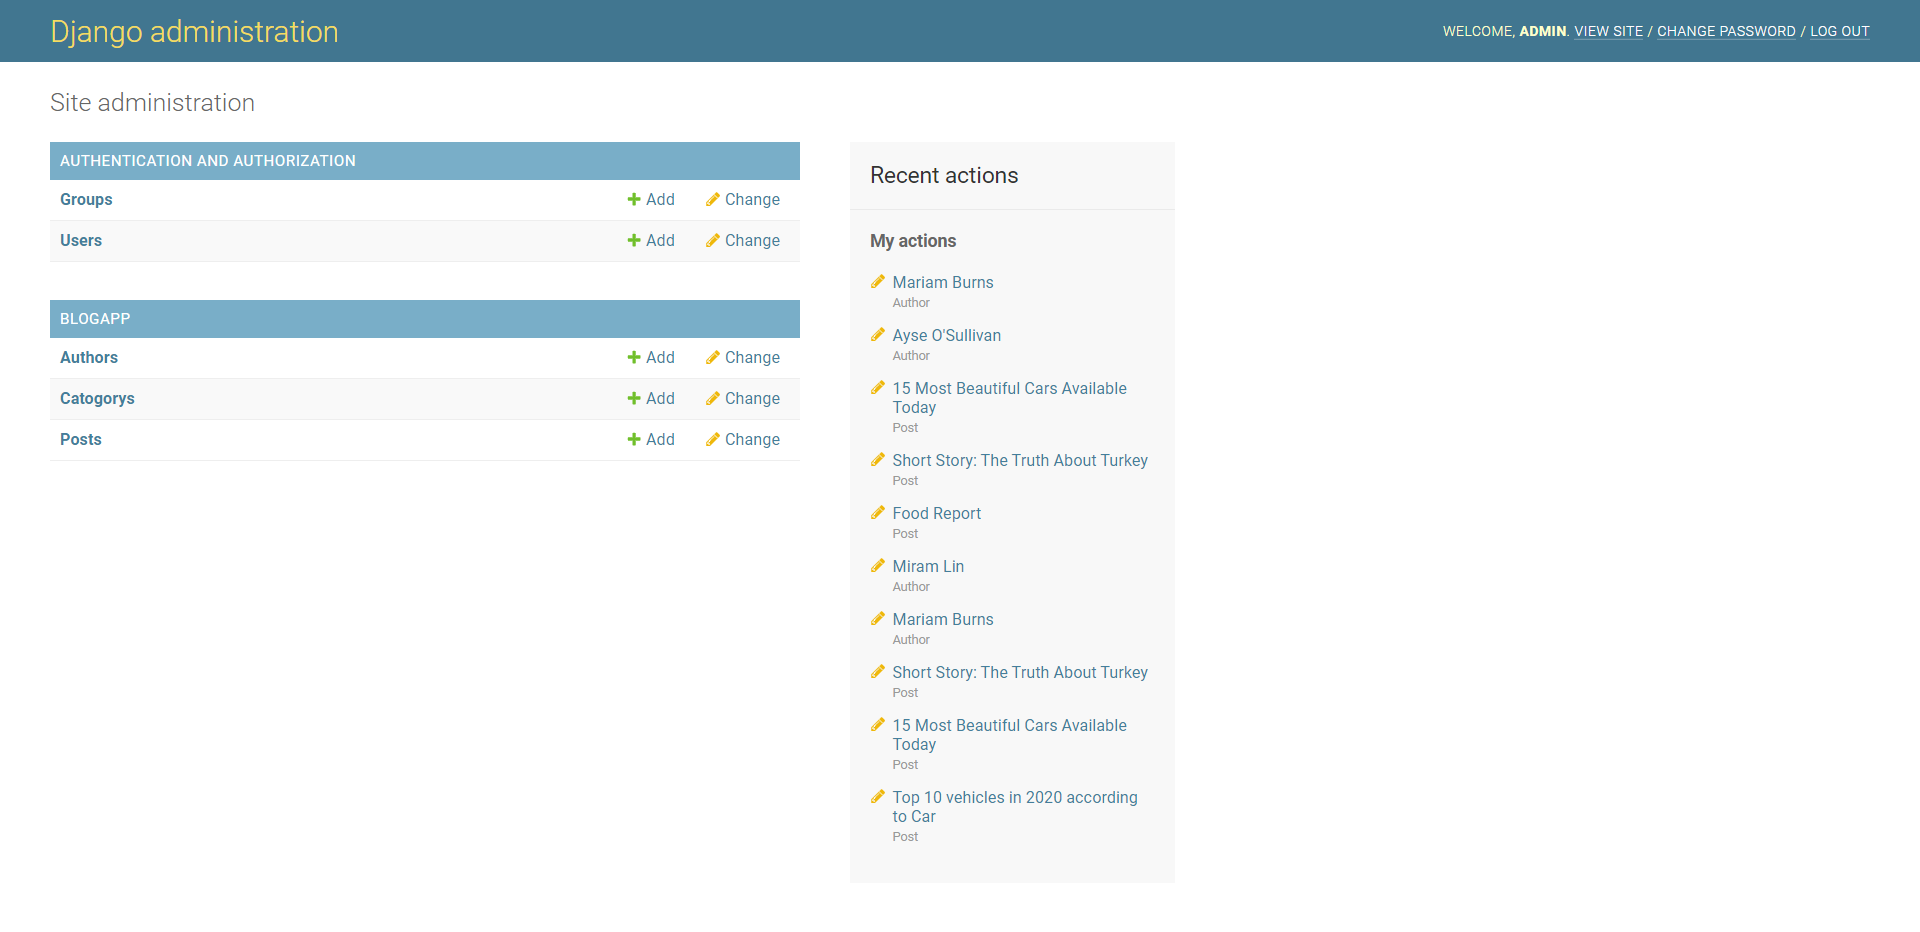 Django administration
WELCOME, ADMIN. VIEW SITE / CHANGE PASSWORD / LOG OUT
Site administration
AUTHENTICATION AND AUTHORIZATION
Groups Add Change
Users Add Change
BLOGAPP
Authors Add Change
Catogorys Add Change
Posts Add Change
Recent actions
My actions
Mariam Burns
Author
Ayse O'Sullivan
Author
15 Most Beautiful Cars Available
Today
Post
Short Story: The Truth About Turkey
Post
Food Report
Post
Miram Lin
Author
Mariam Burns
Author
Short Story: The Truth About Turkey
Post
15 Most Beautiful Cars Available
Today
Post
Top 10 vehicles in 2020 according
to Car
Post